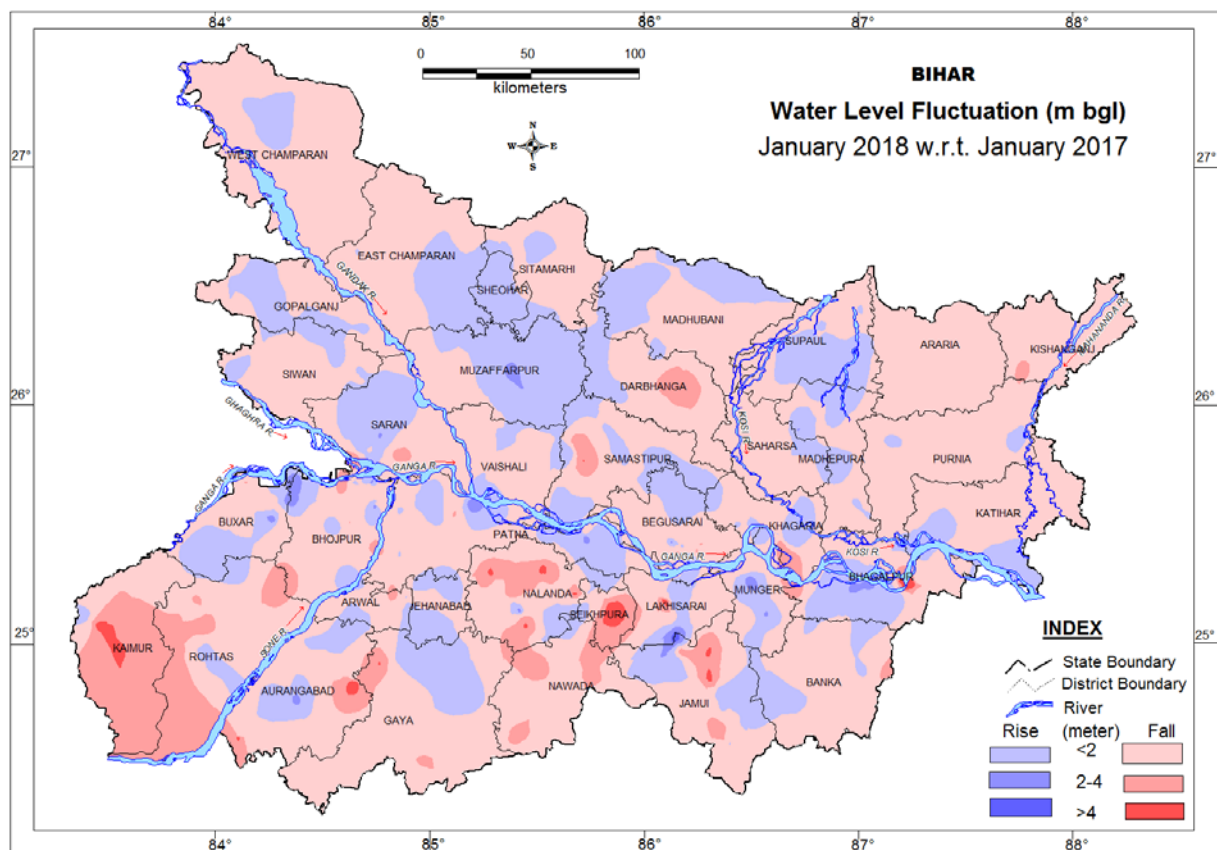 84°
85°
86°
87°
88°
0
50
100
kilometers
BIHAR
Water Level Fluctuation (m bgl)
January 2018 w.r.t. January 2017
N
W
E
S
27°
27°
WEST CHAMPARAN
EAST CHAMPARAN
SITAMARHI
SHEOHAR
GANDAK R.
GOPALGANJ
MADHUBANI
SUPAUL
ARARIA
KISHANGANJ
MAHANANDA R.
SIWAN
MUZAFFARPUR
DARBHANGA
26°
26°
GHAGHRA R.
SARAN
KOSI R.
SAHARSA
MADHEPURA
PURNIA
GANGA R.
GANGA R.
VAISHALI
SAMASTIPUR
BUXAR
BHOJPUR
PATNA
BEGUSARAI
KHAGARIA
KATIHAR
GANGA R.
KOSI R.
BHAGALPUR
NALANDA
MUNGER
ARWAL
JEHANABAD
SEIKHPURA
LAKHISARAI
25°
25°
KAIMUR
ROHTAS
SONE R.
AURANGABAD
GAYA
NAWADA
JAMUI
BANKA
INDEX
State Boundary
District Boundary
River
Rise
(meter)
Fall
<2
2-4
>4
84°
85°
86°
87°
88°